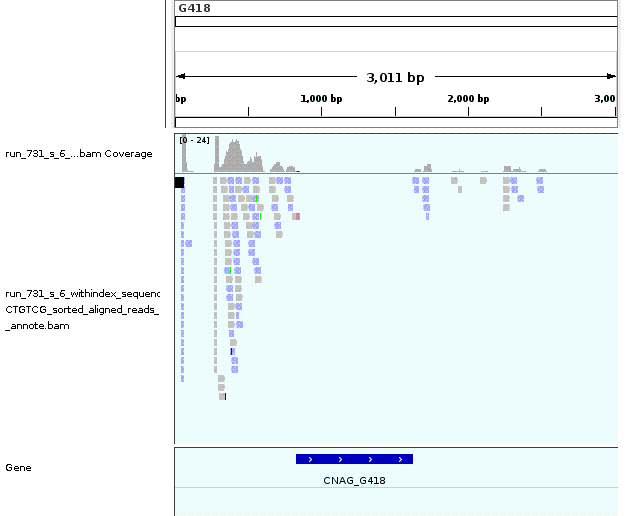 G418
3,011 bp
bp
1,000 bp
2,000 bp
3,00
[0 - 24]
run_731_s_6_...bam Coverage
run_731_s_6_withindex_sequenc
CTGTCG_sorted_aligned_reads_
_annote.bam
Gene
CNAG_G418